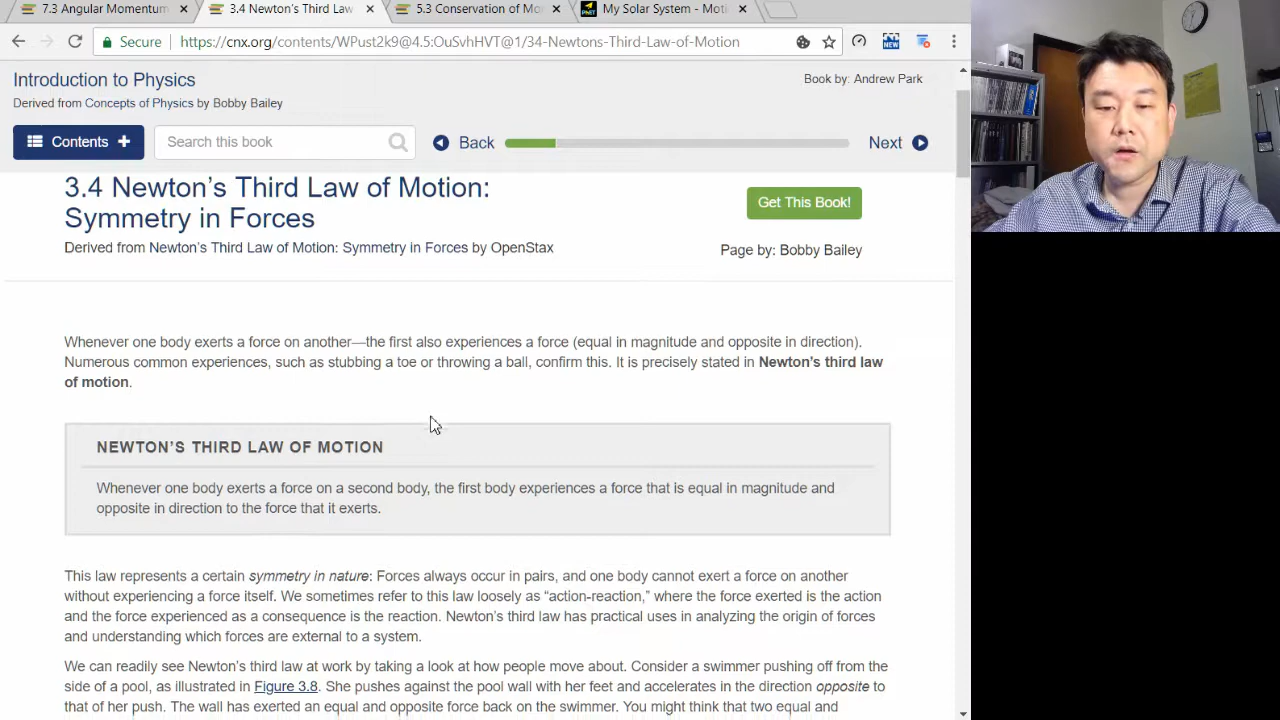 7.3 Angular Momentum
3.4 Newton's Third Law
5.3 Conservation of Mo
My Solar System - Moti
Secure
https://cnx.org/contents/WPust2k9@4.5:OuSvhHVT@1/34-Newtons-Third-Law-of-Motion
NEW
Introduction to Physics
Book by: Andrew Park
Derived from Concepts of Physics by Bobby Bailey
Contents +
Search this book
Back
Next
3.4 Newton's Third Law of Motion:
Symmetry in Forces
Get This Book!
Derived from Newton's Third Law of Motion: Symmetry in Forces by OpenStax
Page by: Bobby Bailey
Whenever one body exerts a force on another—the first also experiences a force (equal in magnitude and opposite in direction).
Numerous common experiences, such as stubbing a toe or throwing a ball, confirm this. It is precisely stated in Newton's third law
of motion.
NEWTON'S THIRD LAW OF MOTION
Whenever one body exerts a force on a second body, the first body experiences a force that is equal in magnitude and
opposite in direction to the force that it exerts.
This law represents a certain symmetry in nature: Forces always occur in pairs, and one body cannot exert a force on another
without experiencing a force itself. We sometimes refer to this law loosely as “action-reaction,” where the force exerted is the action
and the force experienced as a consequence is the reaction. Newton's third law has practical uses in analyzing the origin of forces
and understanding which forces are external to a system.
We can readily see Newton's third law at work by taking a look at how people move about. Consider a swimmer pushing off from the
side of a pool, as illustrated in Figure 3.8. She pushes against the pool wall with her feet and accelerates in the direction opposite to
that of her push. The wall has exerted an equal and opposite force back on the swimmer. You might think that two equal and